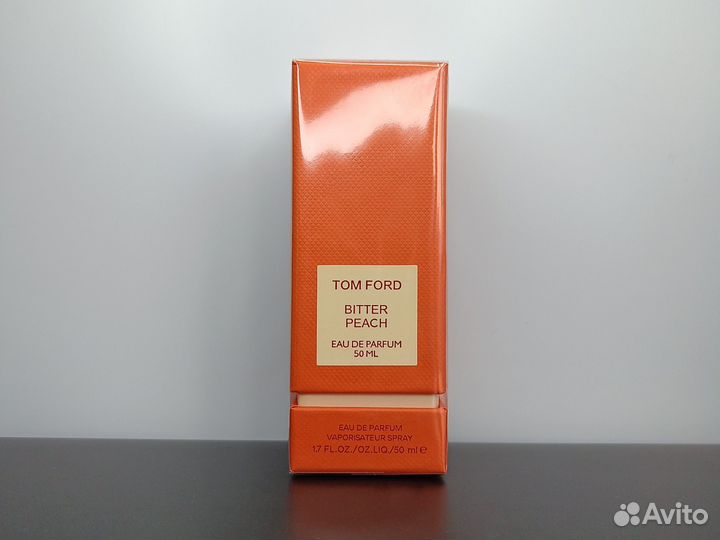 TOM FORD
BITTER
PEACH
EAU DE PARFUM
50 ML
EAU DE PARFUM
VAPORISATEUR SPRAY
1.7 FL.OZ./OZ.LIQ./50 ml e
Avito